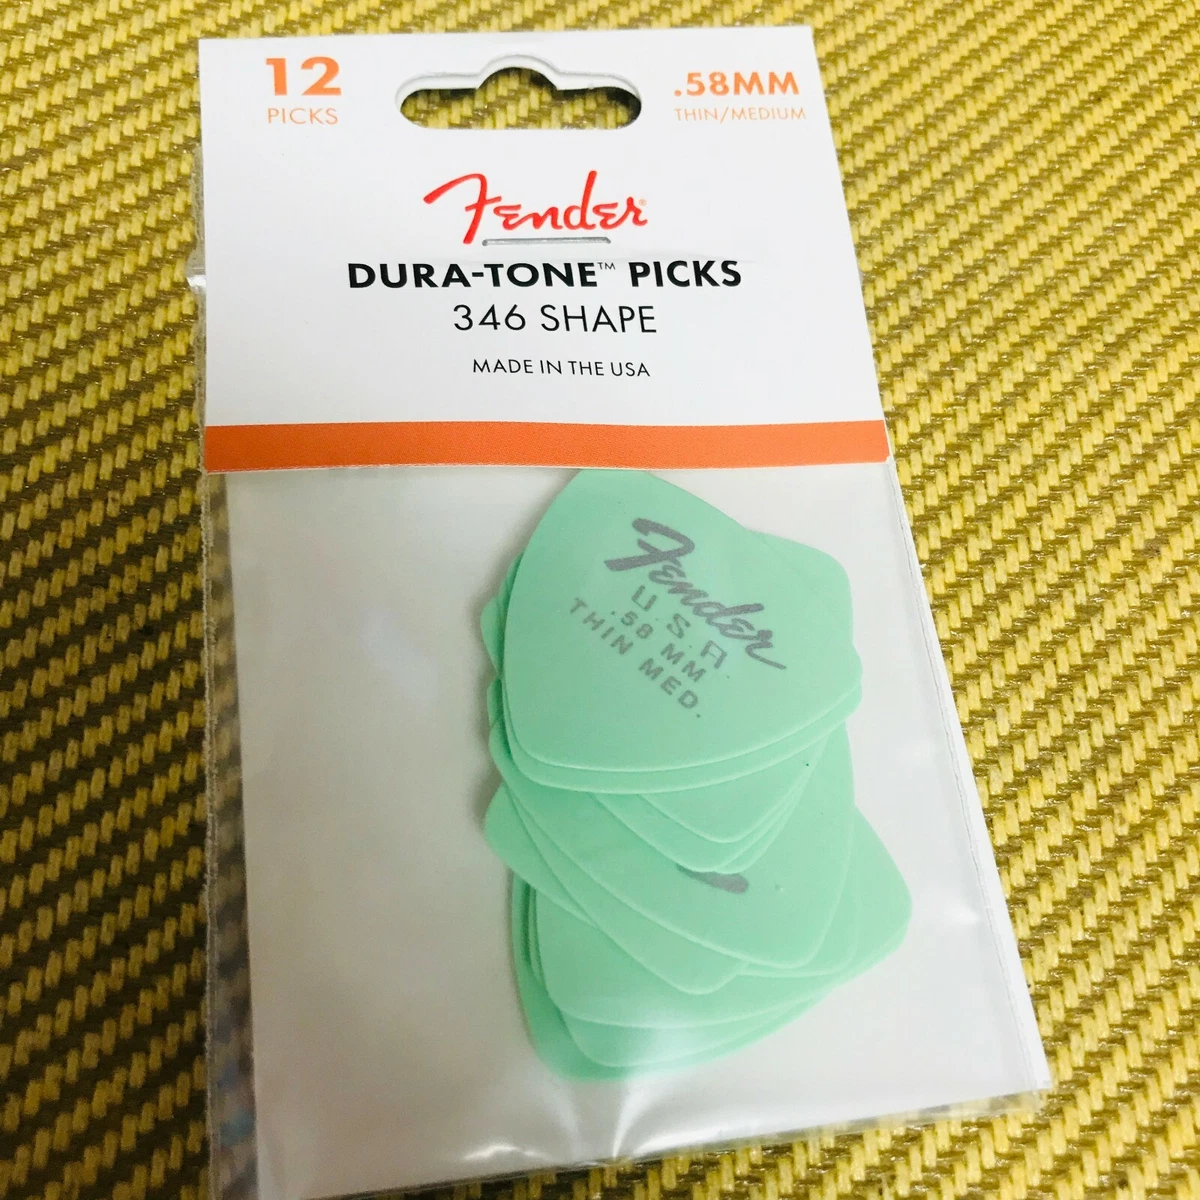 12
PICKS
.58MM
THIN/MEDIUM
Fender®
DURA-TONE™ PICKS
346 SHAPE
MADE IN THE USA
Fender
U.S.A
.58 MM
THIN MED.